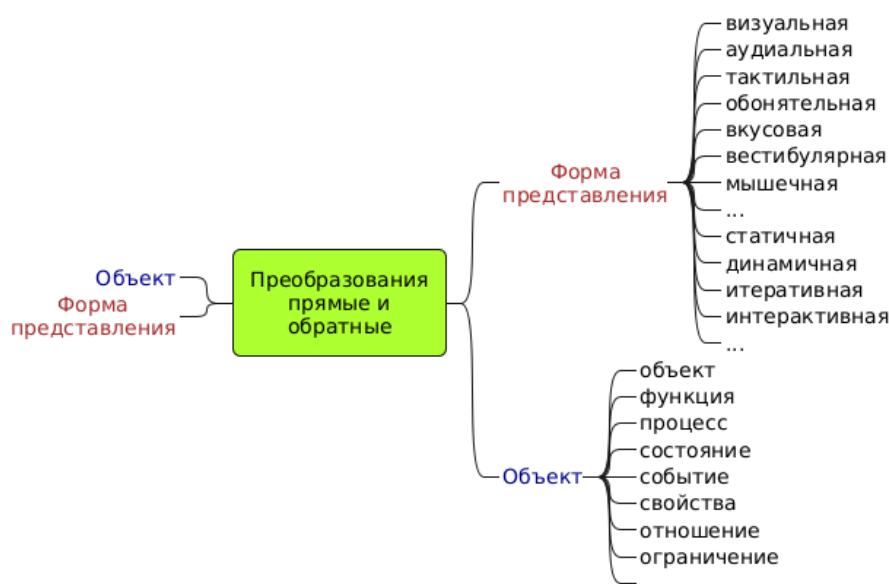 Объект
Форма
представления
Преобразования
прямые и
обратные
Форма
представления
визуальная
аудиальная
тактильная
обонятельная
вкусовая
вестибулярная
мышечная
...
статичная
динамичная
итеративная
интерактивная
...
Объект
объект
функция
процесс
состояние
событие
свойства
отношение
ограничение